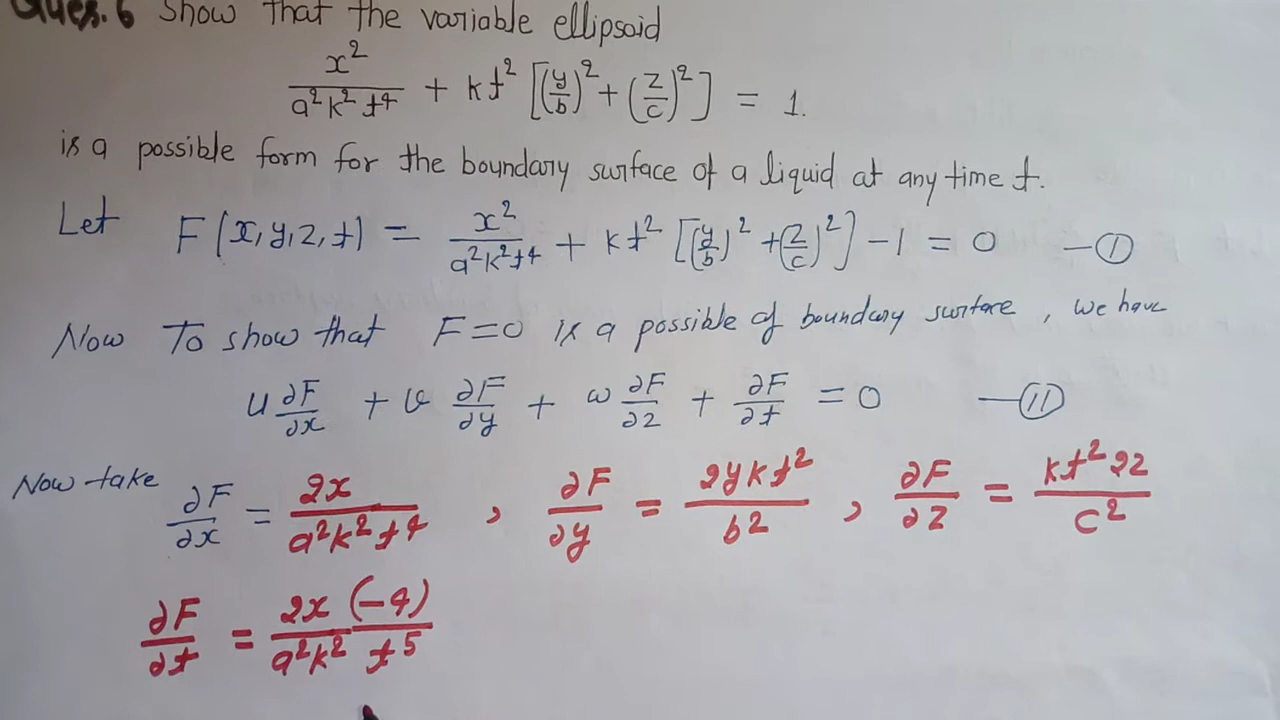 Ques.6 Show that the variable ellipsoid
x²/a²k²t⁴ + kt² [(y/b)² + (z/c)²] = 1.
is a possible form for the boundary surface of a liquid at any time t.
Let F(x,y,z,t) = x²/a²k²t⁴ + kt² [(y/b)² + (z/c)²] - 1 = 0 —(I)
Now To show that F=0 is a possible of boundary surface, we have
u ∂F/∂x + v ∂F/∂y + w ∂F/∂z + ∂F/∂t = 0 —(II)
Now take ∂F/∂x = 2x/a²k²t⁴ , ∂F/∂y = 2ykt²/b² , ∂F/∂z = kt²2z/c²
∂F/∂t = 2x/a²k² (-4)/t⁵